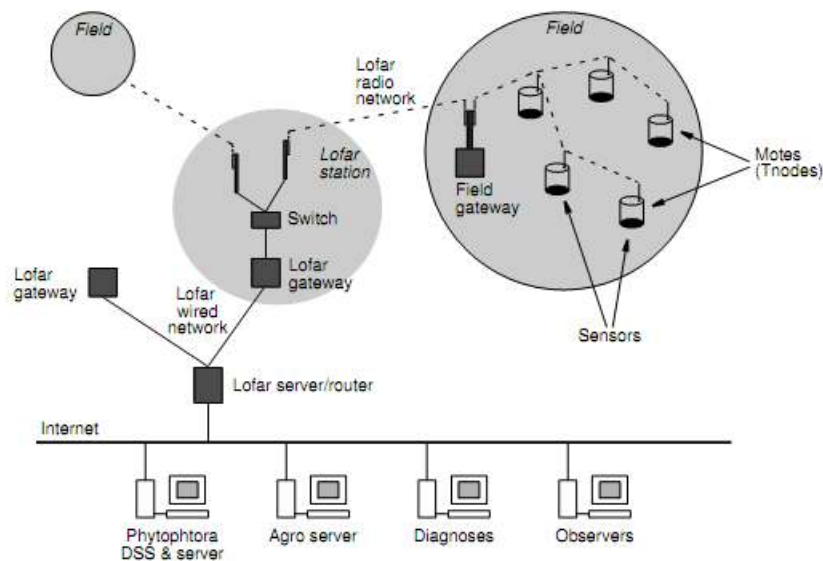 Field
Field
Lofar
radio
network
Lofar
station
Motes
(Tnodes)
Field
gateway
Switch
Lofar
gateway
Lofar
gateway
Lofar
wired
network
Sensors
Lofar server/router
Internet
Phytophtora
DSS & server
Agro server
Diagnoses
Observers